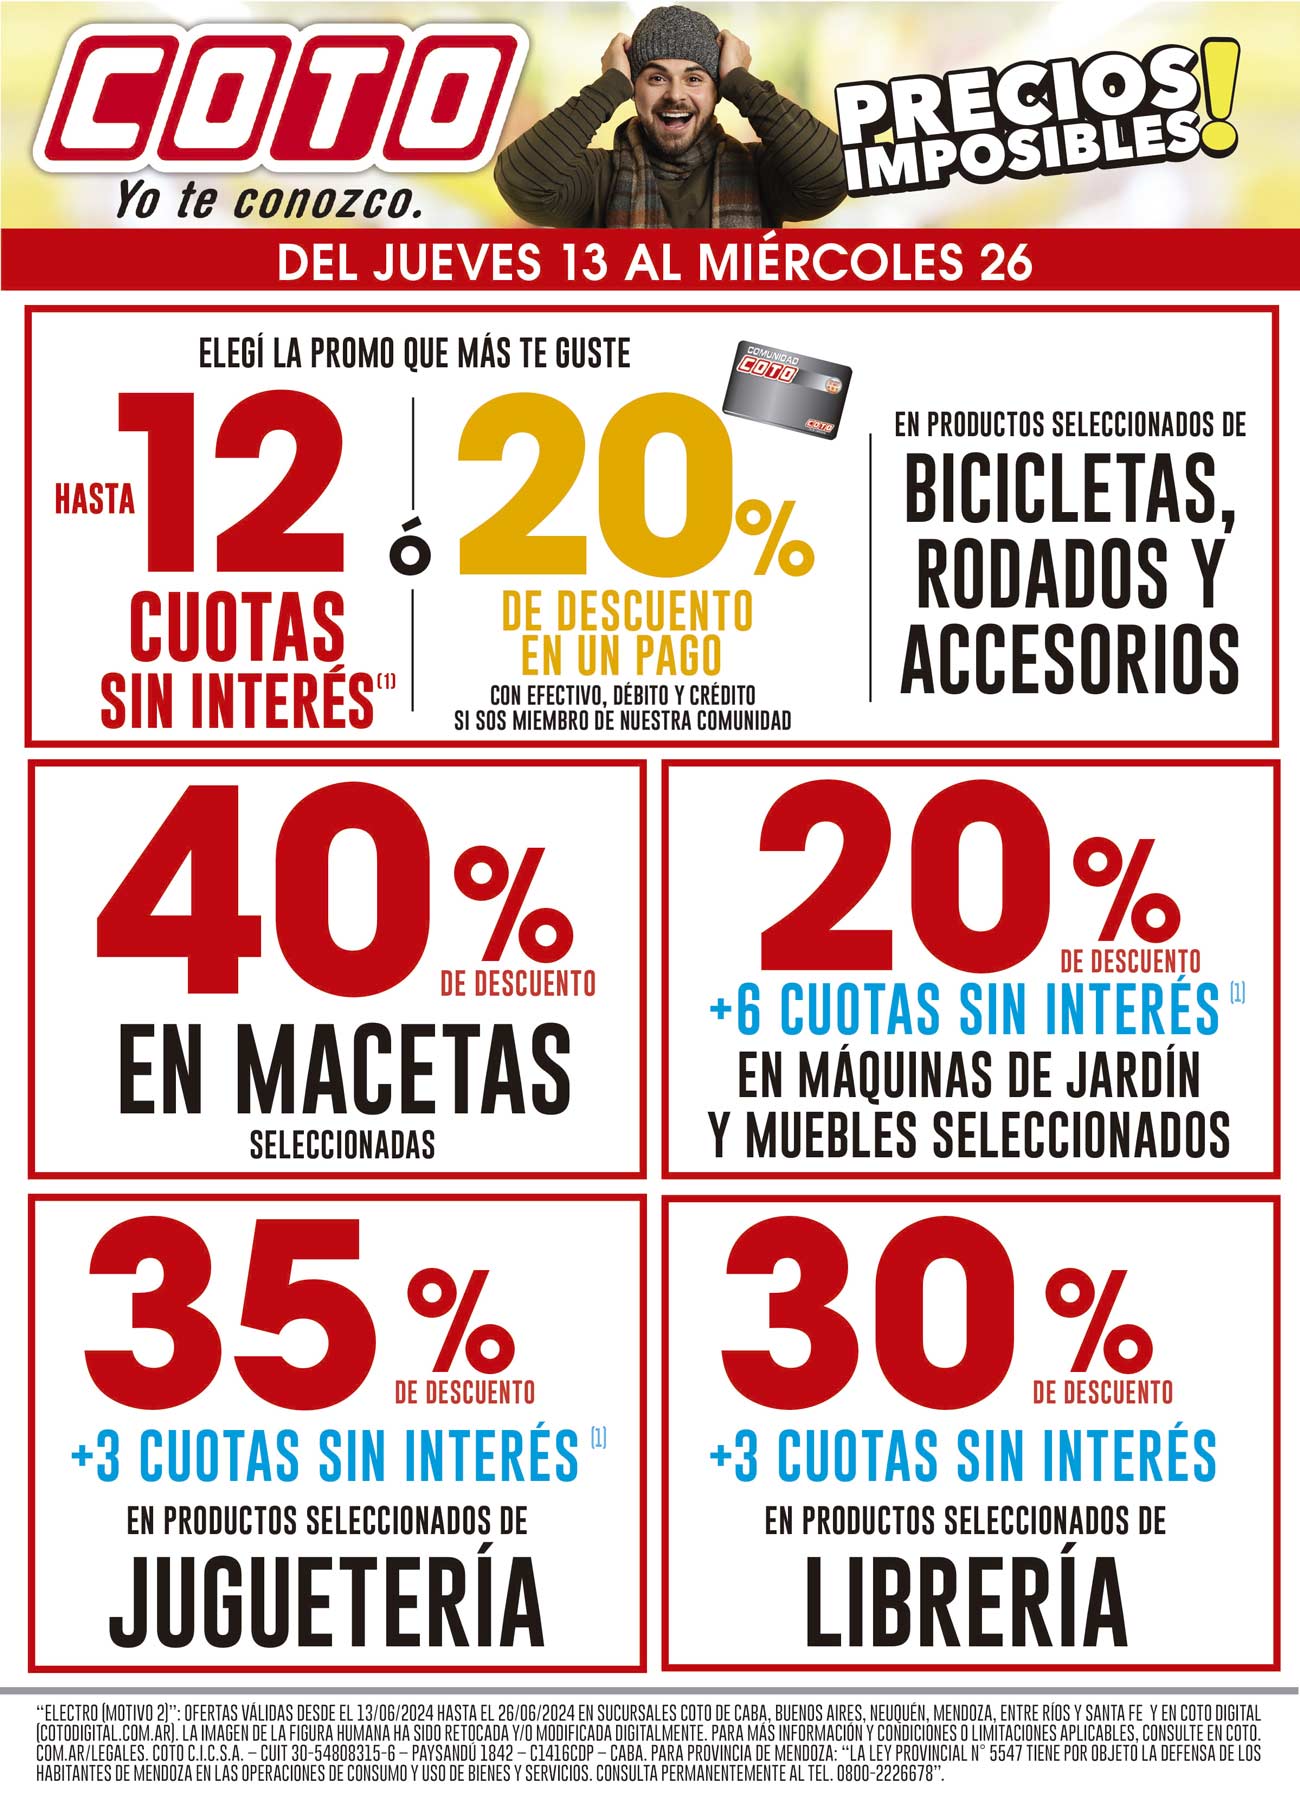 COTO
Yo te conozco.
PRECIOS
IMPOSIBLES!
DEL JUEVES 13 AL MIÉRCOLES 26
ELEGÍ LA PROMO QUE MÁS TE GUSTE
HASTA 12
CUOTAS
SIN INTERÉS (1)
ó
20%
DE DESCUENTO
EN UN PAGO
CON EFECTIVO, DÉBITO Y CRÉDITO
SI SOS MIEMBRO DE NUESTRA COMUNIDAD
COMUNIDAD
COTO
COTO
EN PRODUCTOS SELECCIONADOS DE
BICICLETAS,
RODADOS Y
ACCESORIOS
40%
DE DESCUENTO
EN MACETAS
SELECCIONADAS
20%
DE DESCUENTO
+6 CUOTAS SIN INTERÉS (1)
EN MÁQUINAS DE JARDÍN
Y MUEBLES SELECCIONADOS
35%
DE DESCUENTO
+3 CUOTAS SIN INTERÉS (1)
EN PRODUCTOS SELECCIONADOS DE
JUGUETERÍA
30%
DE DESCUENTO
+3 CUOTAS SIN INTERÉS
EN PRODUCTOS SELECCIONADOS DE
LIBRERÍA
“ELECTRO (MOTIVO 2)”: OFERTAS VÁLIDAS DESDE EL 13/06/2024 HASTA EL 26/06/2024 EN SUCURSALES COTO DE CABA, BUENOS AIRES, NEUQUÉN, MENDOZA, ENTRE RÍOS Y SANTA FE Y EN COTO DIGITAL
(COTODIGITAL.COM.AR). LA IMAGEN DE LA FIGURA HUMANA HA SIDO RETOCADA Y/O MODIFICADA DIGITALMENTE. PARA MÁS INFORMACIÓN Y CONDICIONES O LIMITACIONES APLICABLES, CONSULTE EN COTO.
COM.AR/LEGALES. COTO C.I.C.S.A. – CUIT 30-54808315-6 – PAYSANDÚ 1842 – C1416CDP – CABA. PARA PROVINCIA DE MENDOZA: “LA LEY PROVINCIAL N° 5547 TIENE POR OBJETO LA DEFENSA DE LOS
HABITANTES DE MENDOZA EN LAS OPERACIONES DE CONSUMO Y USO DE BIENES Y SERVICIOS. CONSULTA PERMANENTEMENTE AL TEL. 0800-2226678”.